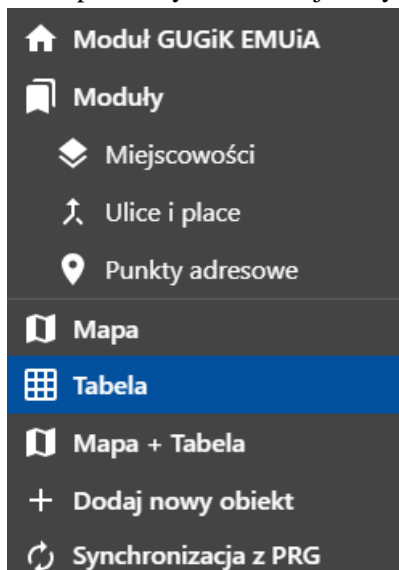 Moduł GUGiK EMUiA
Moduły
Miejscowości
Ulice i place
Punkty adresowe
Mapa
Tabela
Mapa + Tabela
Dodaj nowy obiekt
Synchronizacja z PRG